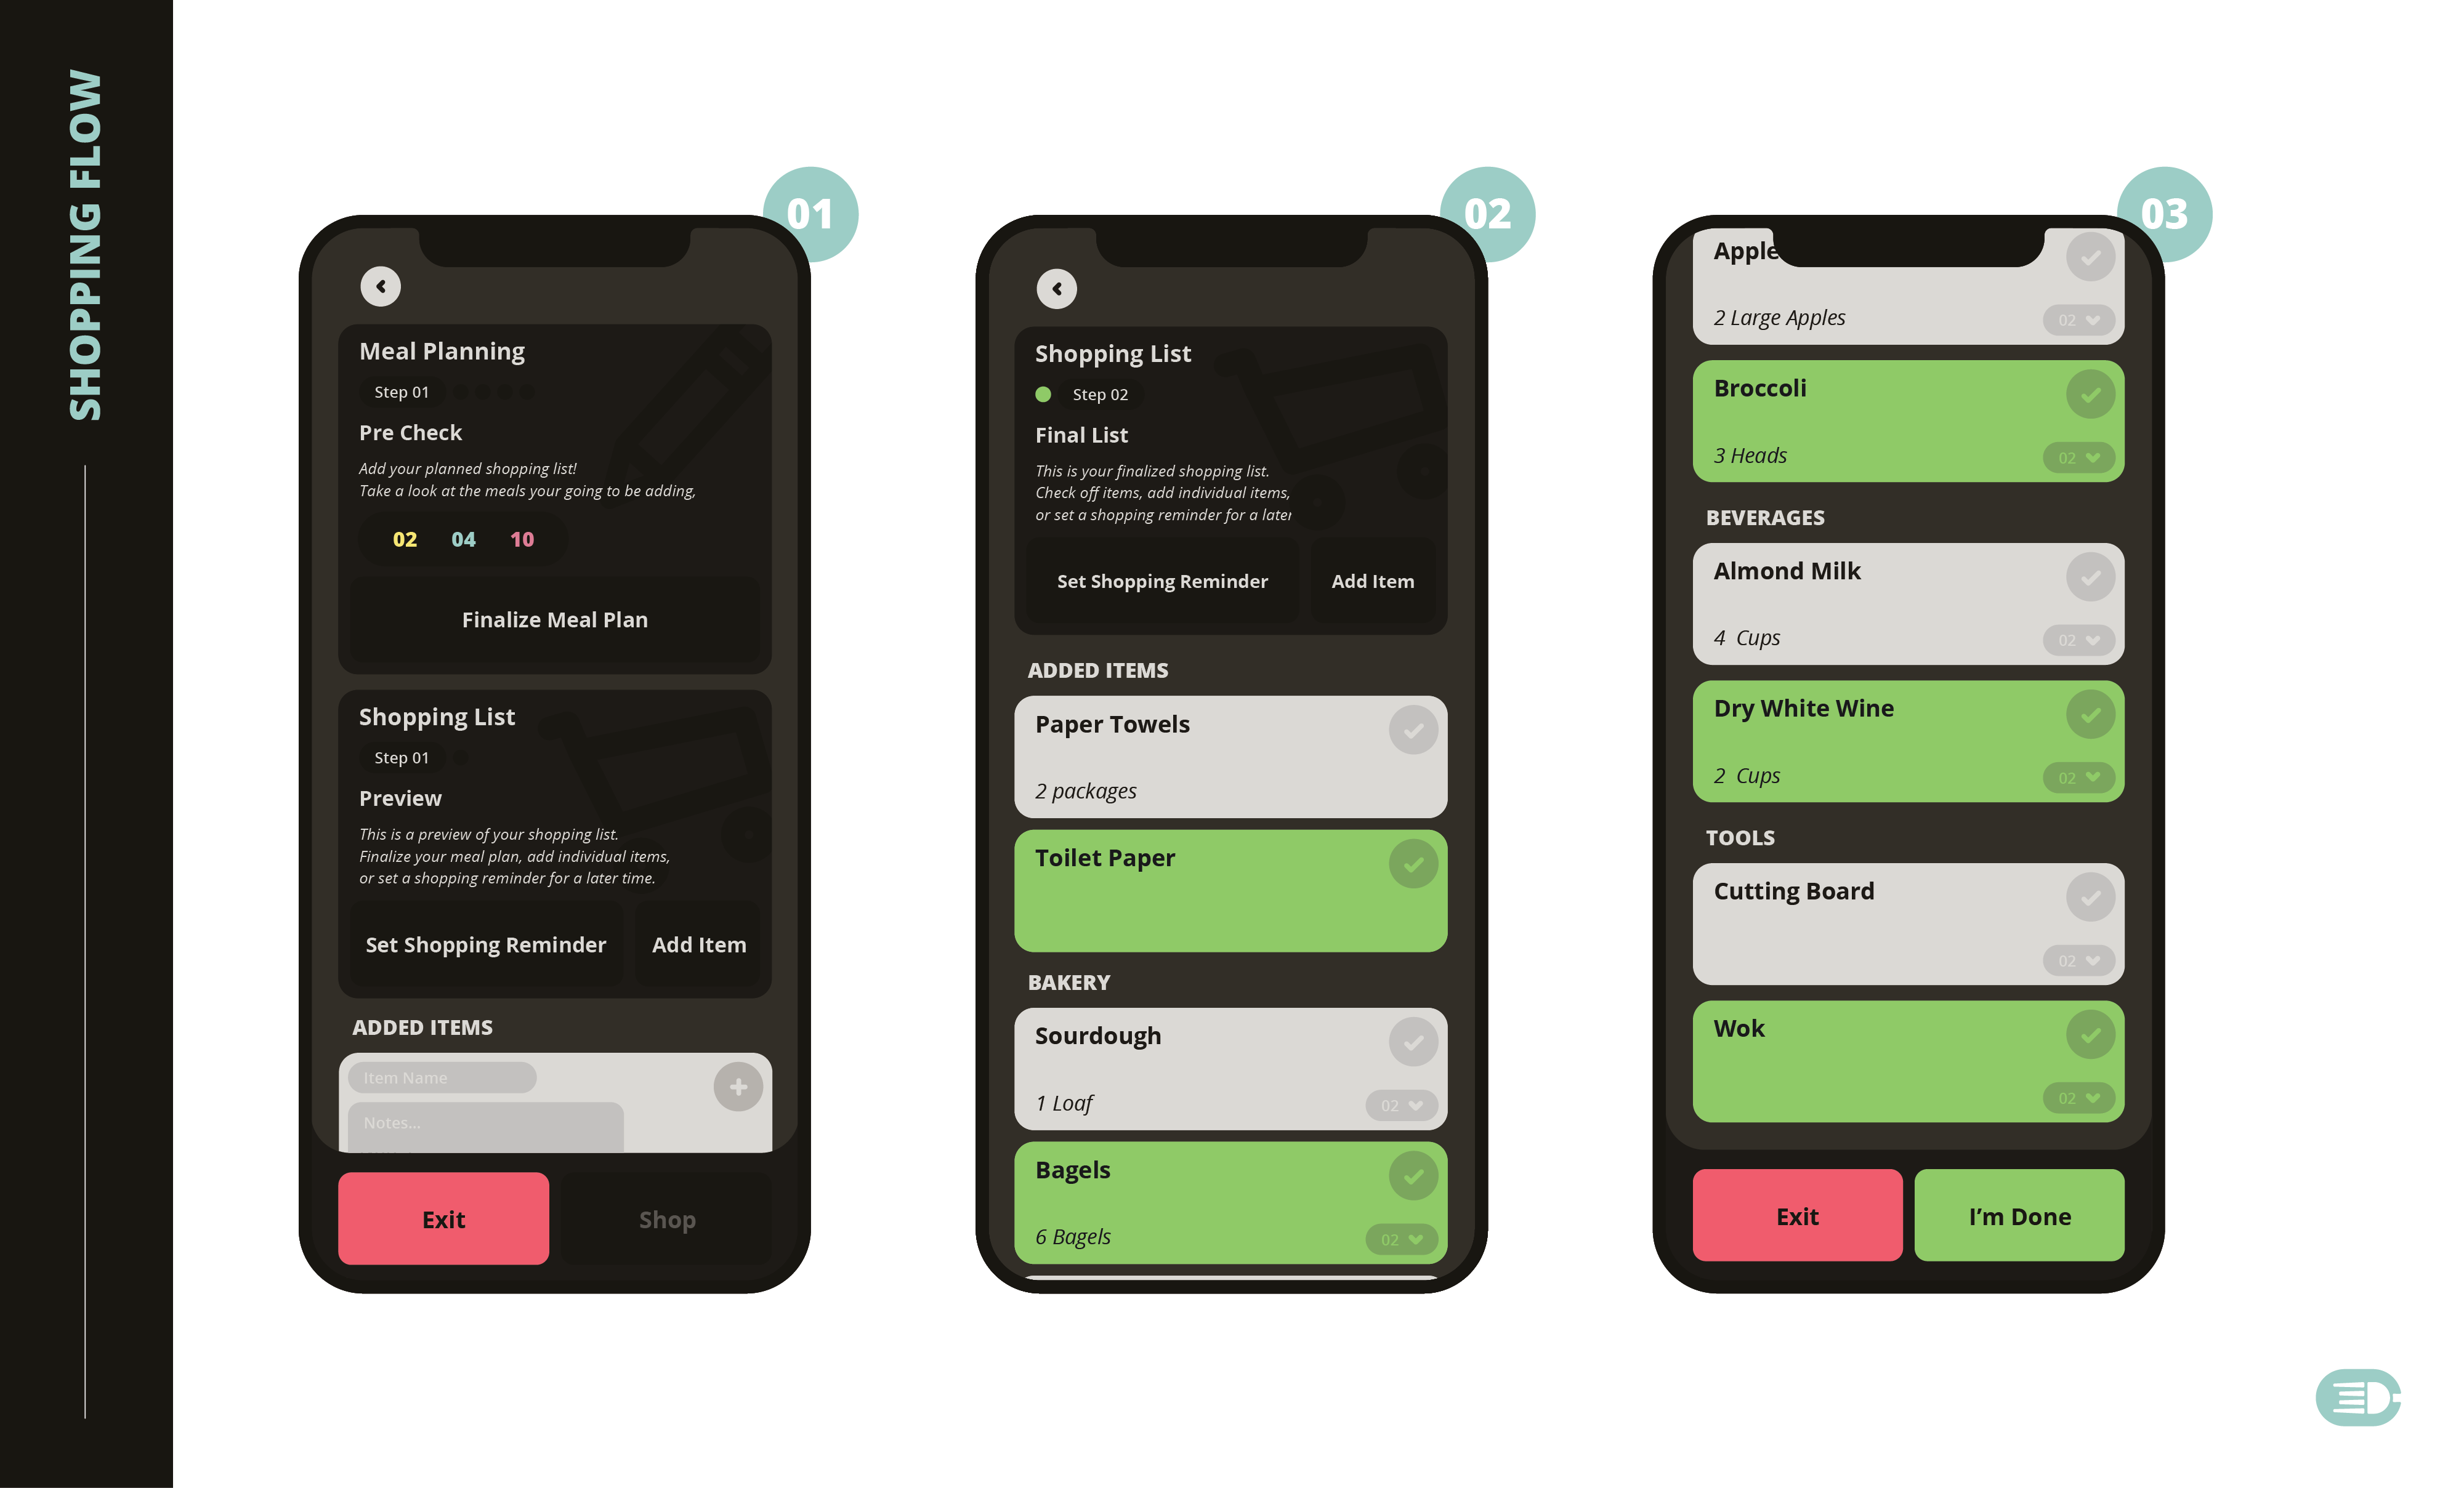 SHOPPING FLOW
01
Meal Planning
Step 01
Pre Check
Add your planned shopping list!
Take a look at the meals your going to be adding,
02 04 10
Finalize Meal Plan
Shopping List
Step 01
Preview
This is a preview of your shopping list.
Finalize your meal plan, add individual items,
or set a shopping reminder for a later time.
Set Shopping Reminder
Add Item
ADDED ITEMS
Item Name
Notes...
Exit
Shop
02
Shopping List
Step 02
Final List
This is your finalized shopping list.
Check off items, add individual items,
or set a shopping reminder for a later
Set Shopping Reminder
Add Item
ADDED ITEMS
Paper Towels
2 packages
Toilet Paper
BAKERY
Sourdough
1 Loaf
02
Bagels
6 Bagels
02
03
Apple
2 Large Apples
02
Broccoli
3 Heads
02
BEVERAGES
Almond Milk
4 Cups
02
Dry White Wine
2 Cups
02
TOOLS
Cutting Board
02
Wok
02
Exit
I'm Done